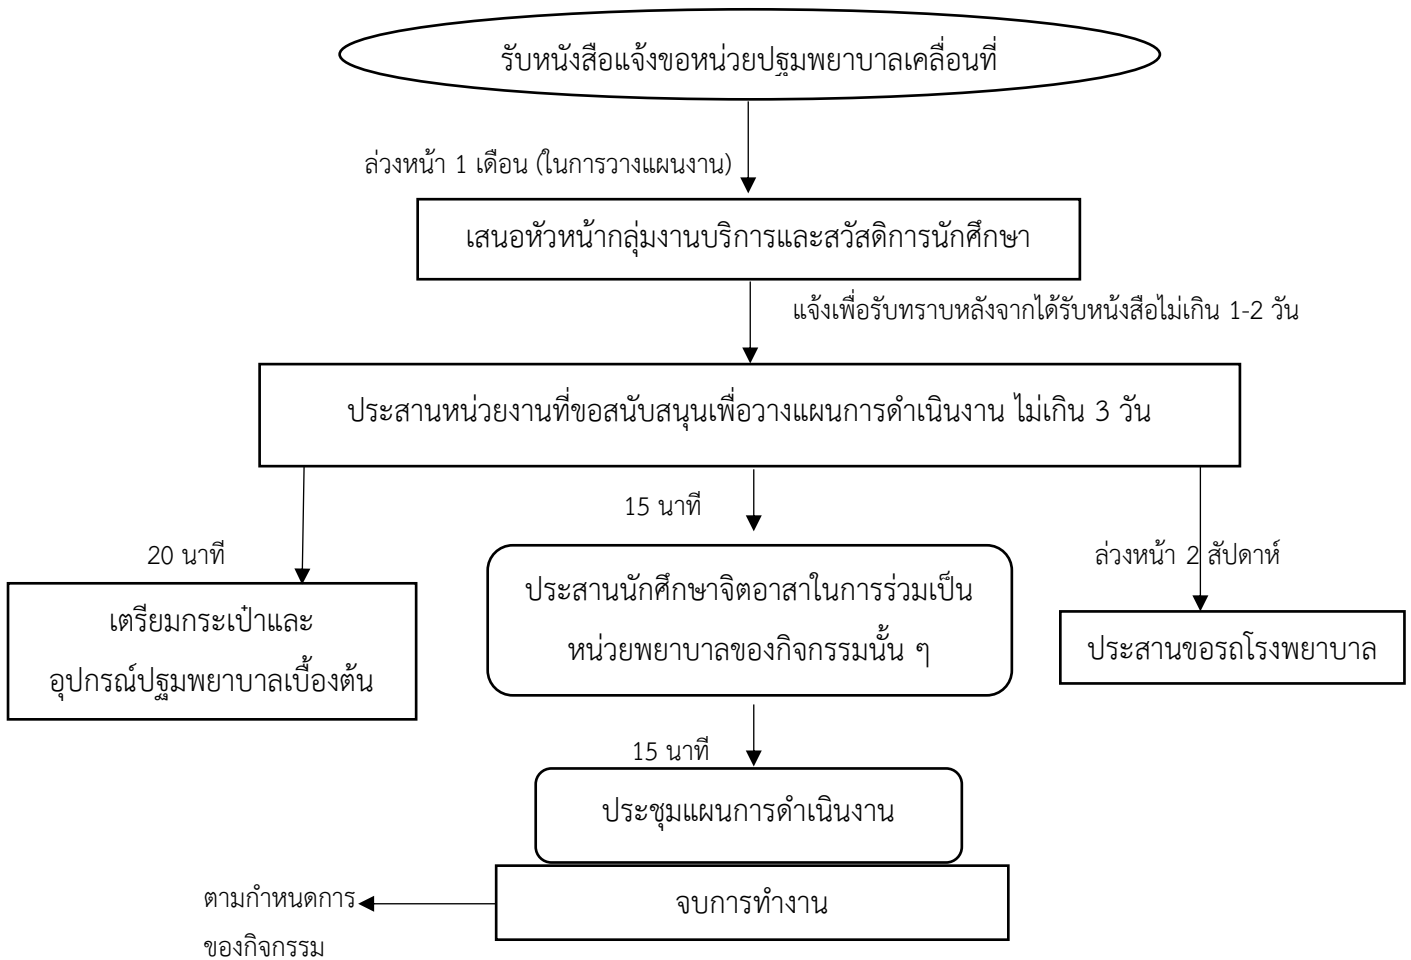 รับหนังสือแจ้งขอหน่วยปฐมพยาบาลเคลื่อนที่
ล่วงหน้า 1 เดือน (ในการวางแผนงาน)
เสนอหัวหน้ากลุ่มงานบริการและสวัสดิการนักศึกษา
แจ้งเพื่อรับทราบหลังจากได้รับหนังสือไม่เกิน 1-2 วัน
ประสานหน่วยงานที่ขอสนับสนุนเพื่อวางแผนการดำเนินงาน ไม่เกิน 3 วัน
20 นาที
15 นาที
ล่วงหน้า 2 สัปดาห์
เตรียมกระเป๋าและ
อุปกรณ์ปฐมพยาบาลเบื้องต้น
ประสานนักศึกษาจิตอาสาในการร่วมเป็น
หน่วยพยาบาลของกิจกรรมนั้น ๆ
ประสานขอรถโรงพยาบาล
15 นาที
ประชุมแผนการดำเนินงาน
จบการทำงาน
ตามกำหนดการ
ของกิจกรรม